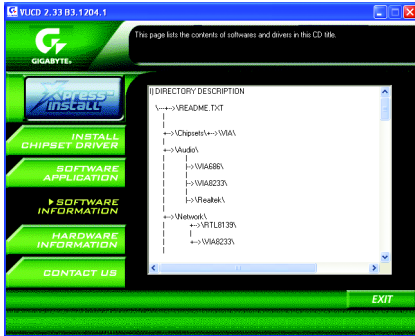 VUCD 2.33 B3.1204.1
GIGABYTE
This page lists the contents of softwares and drivers in this CD title.
Xpress
Install
INSTALL
CHIPSET DRIVER
SOFTWARE
APPLICATION
SOFTWARE
INFORMATION
HARDWARE
INFORMATION
CONTACT US
I) DIRECTORY DESCRIPTION
\---+-->\README.TXT
|
+-->\Chipsets\+-->\VIA\
|
+-->\Audio\
| |
| |-->\VIA686\
| |
| |-->\VIA8233\
| |
| |-->\Realtek\
|
+-->\Network\
| +-->\RTL8139\
| |
| +-->\VIA8233\
|
EXIT